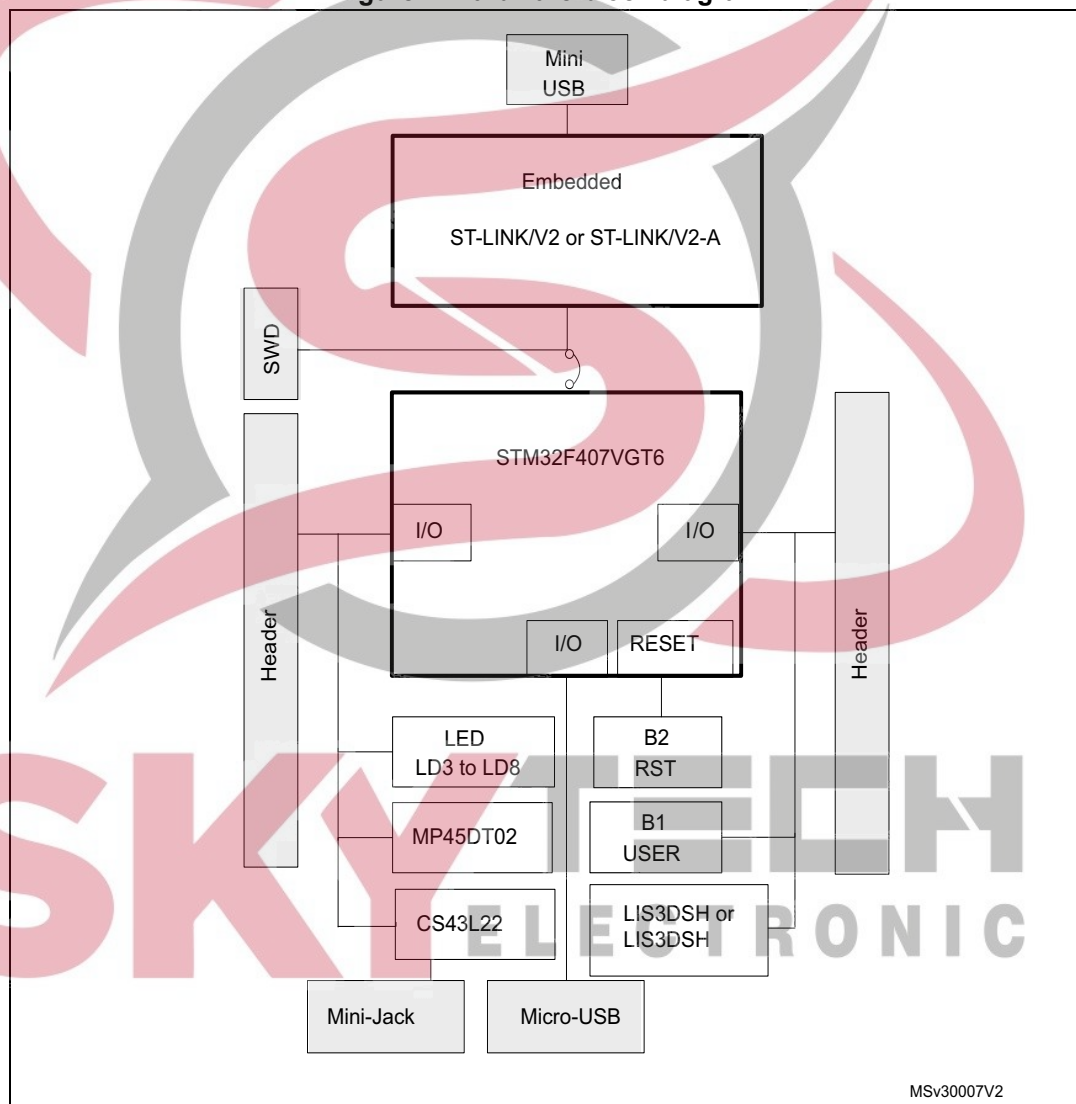 Mini
USB
Embedded
ST-LINK/V2 or ST-LINK/V2-A
SWD
STM32F407VGT6
I/O
I/O
Header
Header
I/O
RESET
LED
LD3 to LD8
B2
RST
MP45DT02
B1
USER
CS43L22
LIS3DSH or
LIS3DSH
Mini-Jack
Micro-USB
MSv30007V2
SKY TECH
ELECTRONIC